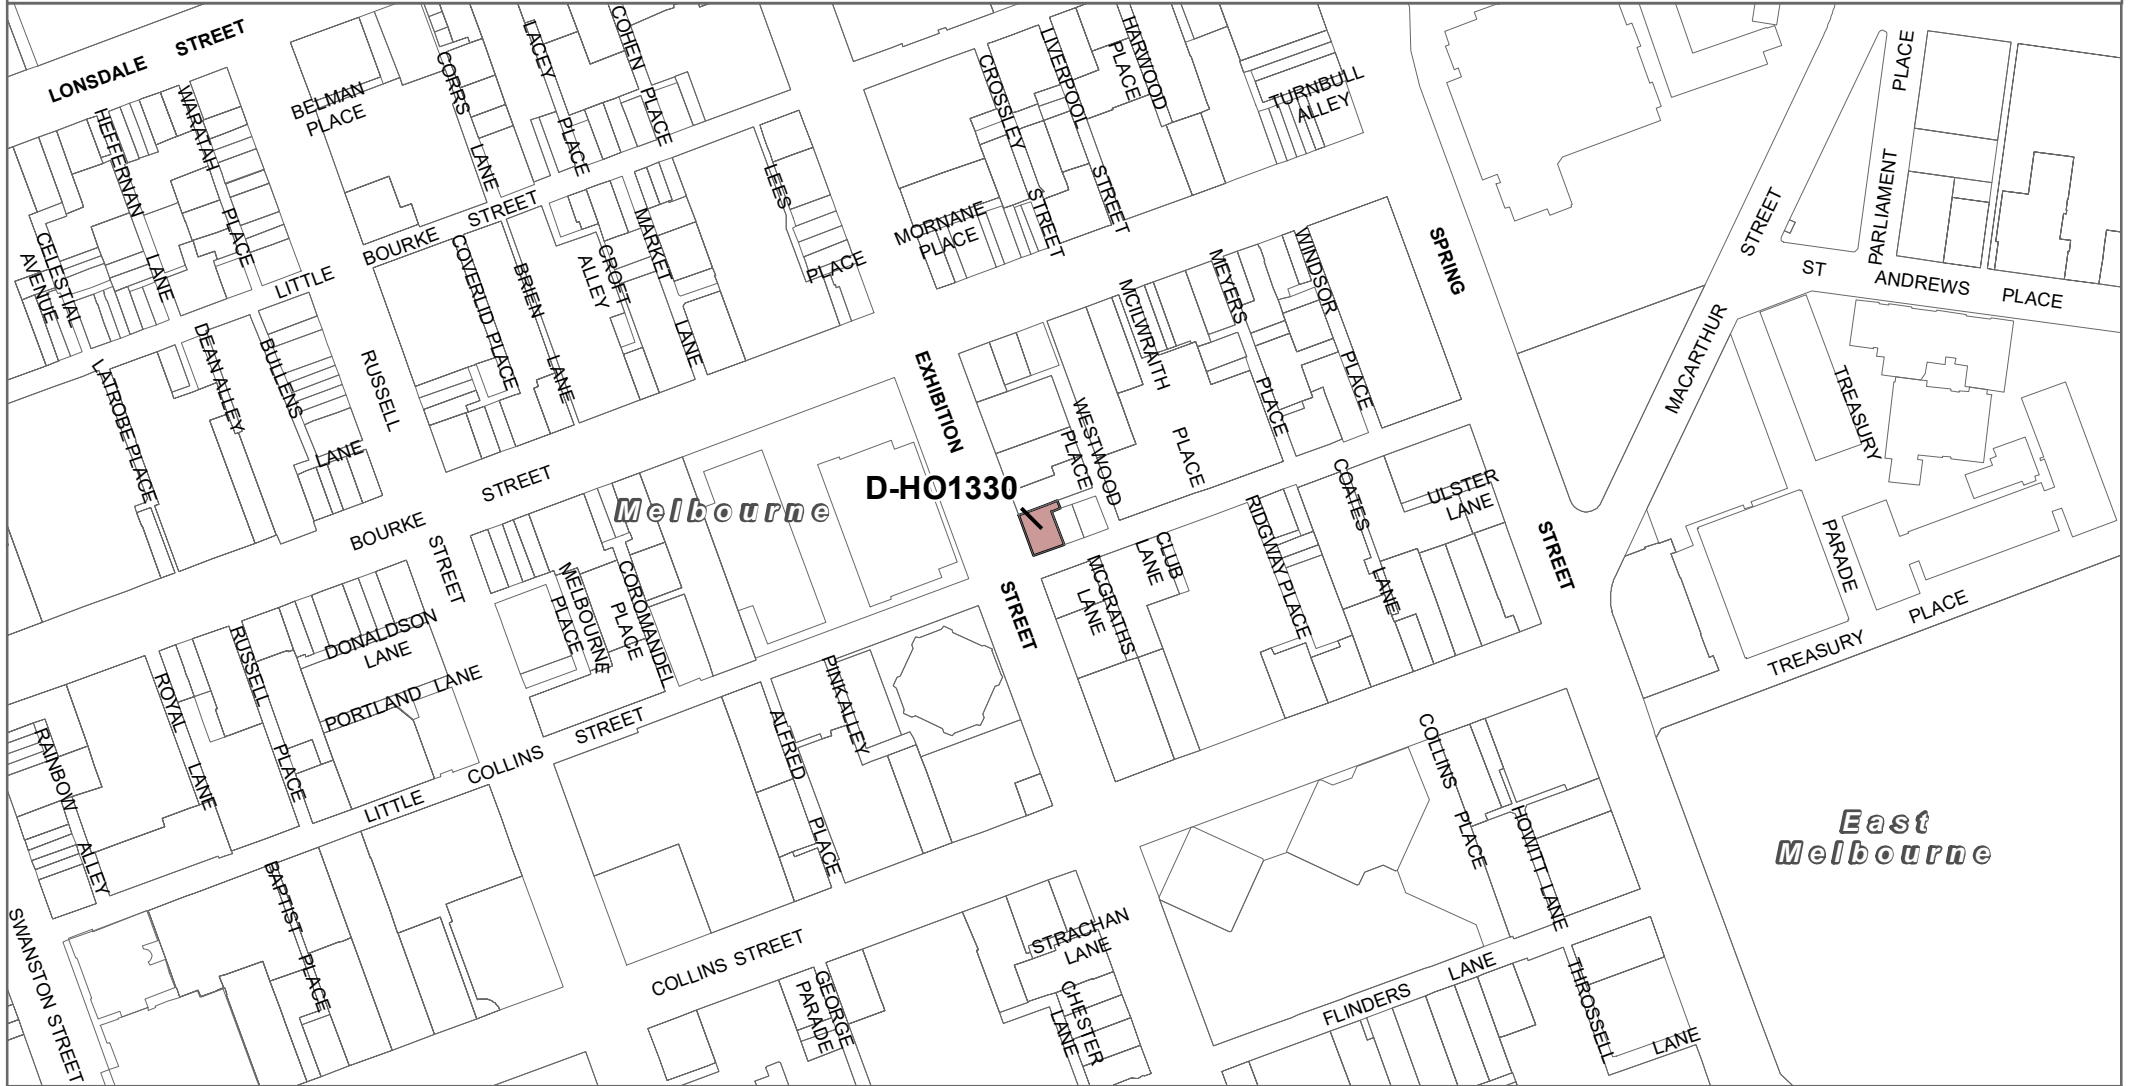 LONSDALE STREET
HEFFERNAN
LANE
WARATAH
PLACE
BELMAN
PLACE
CORRS
LANE
LACEY
PLACE
COHEN
PLACE
CROSSLEY
STREET
LIVERPOOL
STREET
HARWOOD
PLACE
TURNBULL
ALLEY
CELESTIAL
AVENUE
LITTLE
BOURKE
STREET
LEES
PLACE
MORNANE
PLACE
COVERLID PLACE
BRIEN
LANE
CROFT
ALLEY
MARKET
LANE
LATROBE PLACE
DEAN ALLEY
BULLENS
LANE
RUSSELL
STREET
BOURKE
STREET
EXHIBITION
STREET
SPRING
STREET
MCILWRAITH
PLACE
MEYERS
PLACE
WINDSOR
PLACE
WESTWOOD
PLACE
PARLIAMENT
PLACE
ST
ANDREWS
PLACE
MACARTHUR
STREET
TREASURY
PARADE
TREASURY
PLACE
D-HO1330
Melbourne
MELBOURNE
PLACE
COROMANDEL
PLACE
MCGRATHS
LANE
CLUB
LANE
RIDGWAY PLACE
COATES
LANE
ULSTER
LANE
DONALDSON
LANE
PORTLAND LANE
RUSSELL
PLACE
ROYAL
LANE
RAINBOW
ALLEY
LITTLE
COLLINS
STREET
ALFRED
PLACE
PINK ALLEY
COLLINS
PLACE
HOWITT LANE
East
Melbourne
BAPTIST
PLACE
SWANSTON STREET
COLLINS STREET
GEORGE
PARADE
STRACHAN
LANE
CHESTER
LANE
FLINDERS
LANE
THROSSELL
LANE